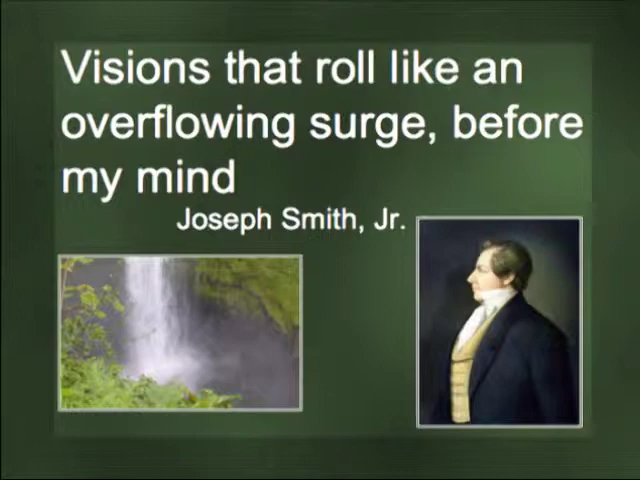 Visions that roll like an
overflowing surge, before
my mind
Joseph Smith, Jr.